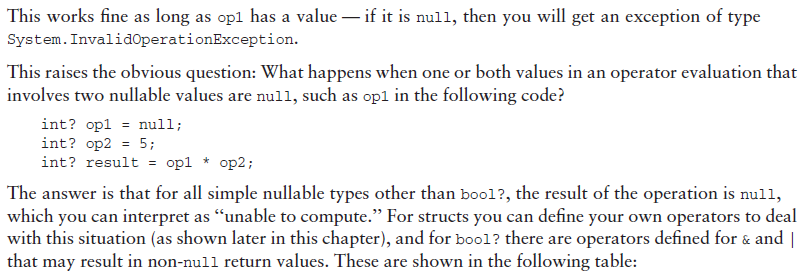 This works fine as long as op1 has a value — if it is null, then you will get an exception of type
System.InvalidOperationException.
This raises the obvious question: What happens when one or both values in an operator evaluation that
involves two nullable values are null, such as op1 in the following code?
int? op1 = null;
int? op2 = 5;
int? result = op1 * op2;
The answer is that for all simple nullable types other than bool?, the result of the operation is null,
which you can interpret as “unable to compute.” For structs you can define your own operators to deal
with this situation (as shown later in this chapter), and for bool? there are operators defined for & and |
that may result in non-null return values. These are shown in the following table: